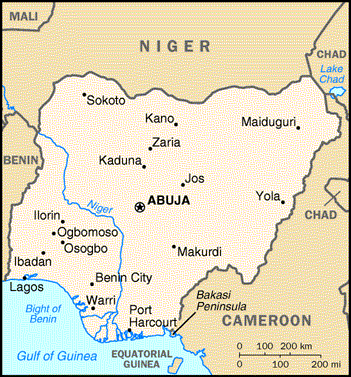 MALI
NIGER
CHAD
Lake
Chad
Sokoto
Kano
Maiduguri
Zaria
Kaduna
BENIN
Jos
Niger
ABUJA
Yola
CHAD
Ilorin
Ogbomoso
Osogbo
Makurdi
Ibadan
Benin City
Lagos
Bight of
Benin
Warri
Port
Harcourt
Bakasi
Peninsula
CAMEROON
Gulf of Guinea
EQUATORIAL
GUINEA
0 100 200 km
0 100 200 mi